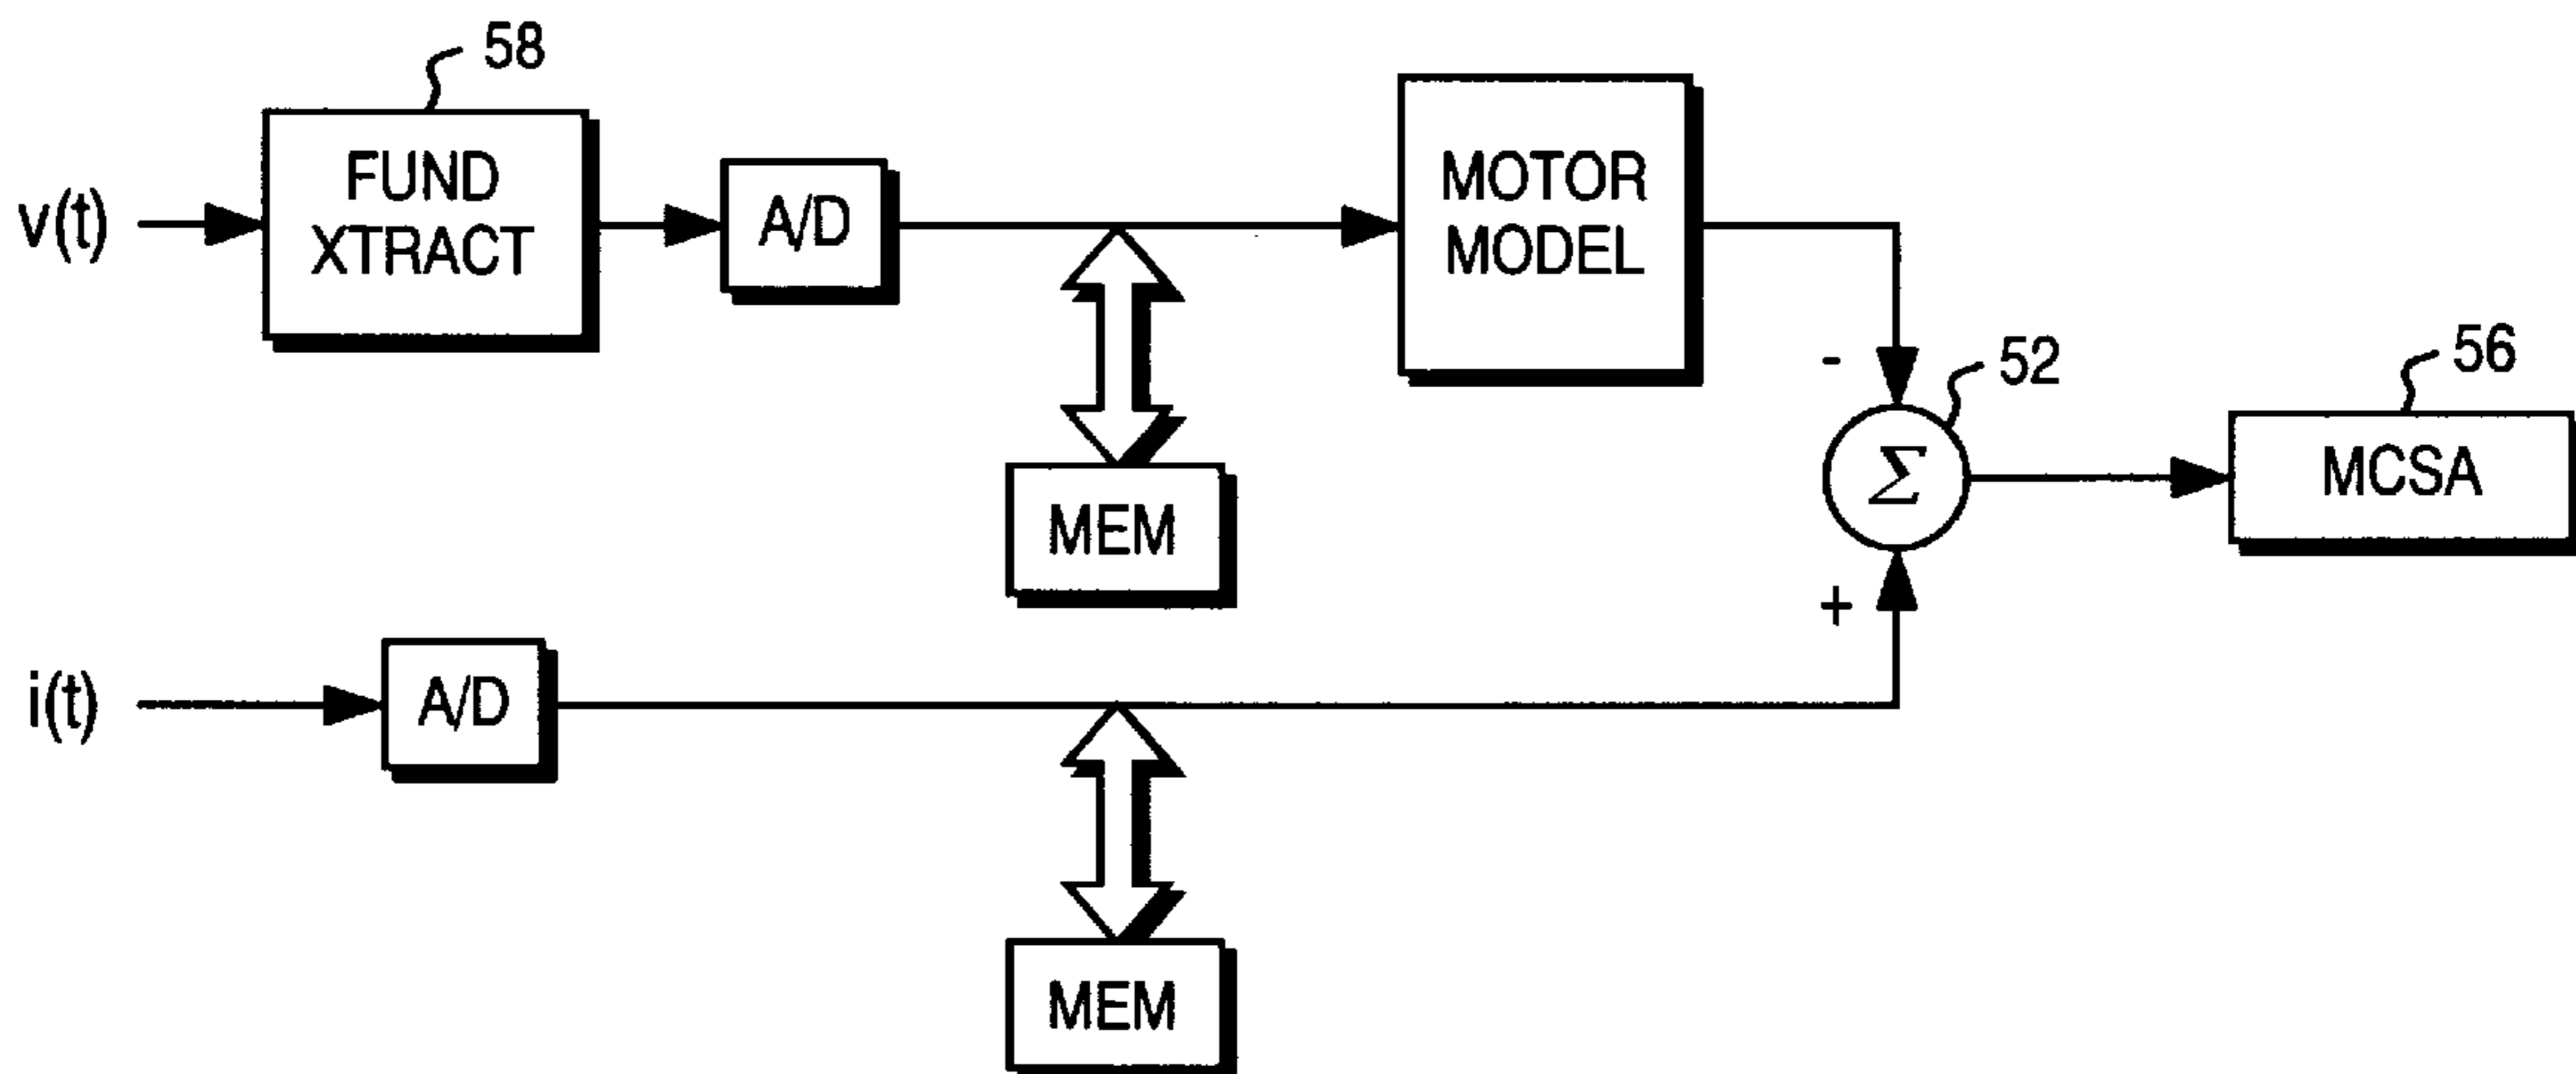 58
v(t)
FUND
XTRACT
A/D
MOTOR
MODEL
-
52
56
MEM
Σ
MCSA
+
i(t)
A/D
MEM